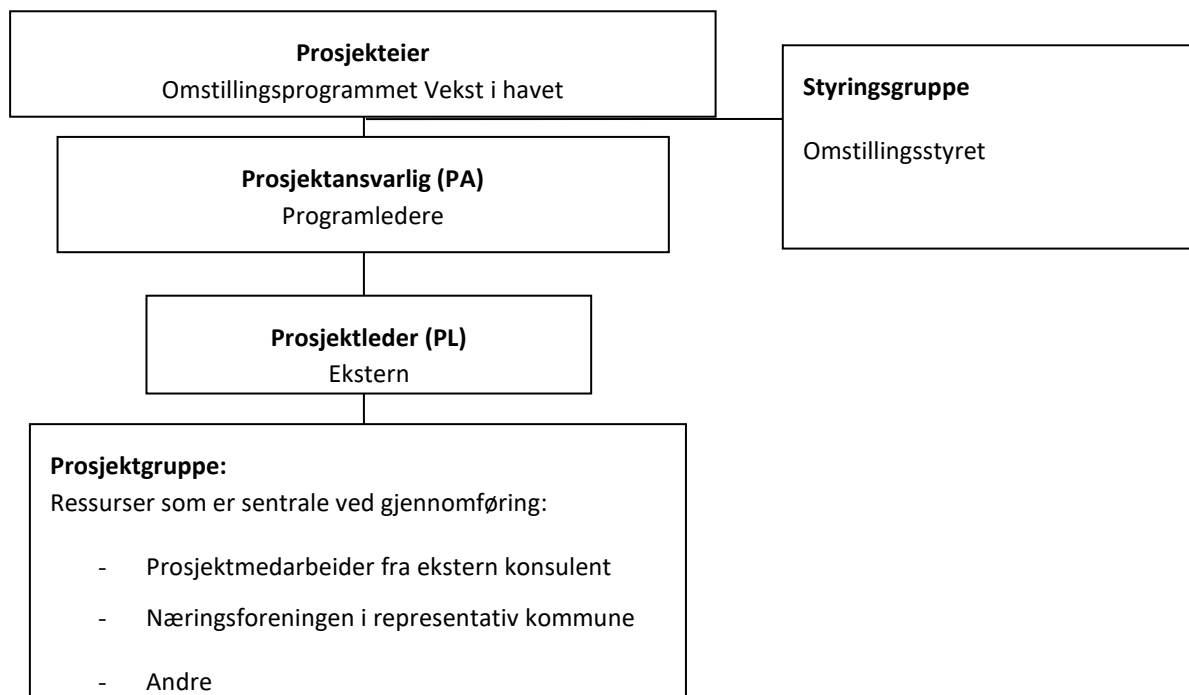 Prosjekteier
Omstillingsprogrammet Vekst i havet
Styringsgruppe
Omstillingsstyret
Prosjektansvarlig (PA)
Programledere
Prosjektleder (PL)
Ekstern
Prosjektgruppe:
Ressurser som er sentrale ved gjennomføring:
- Prosjektmedarbeider fra ekstern konsulent
- Næringsforeningen i representativ kommune
- Andre